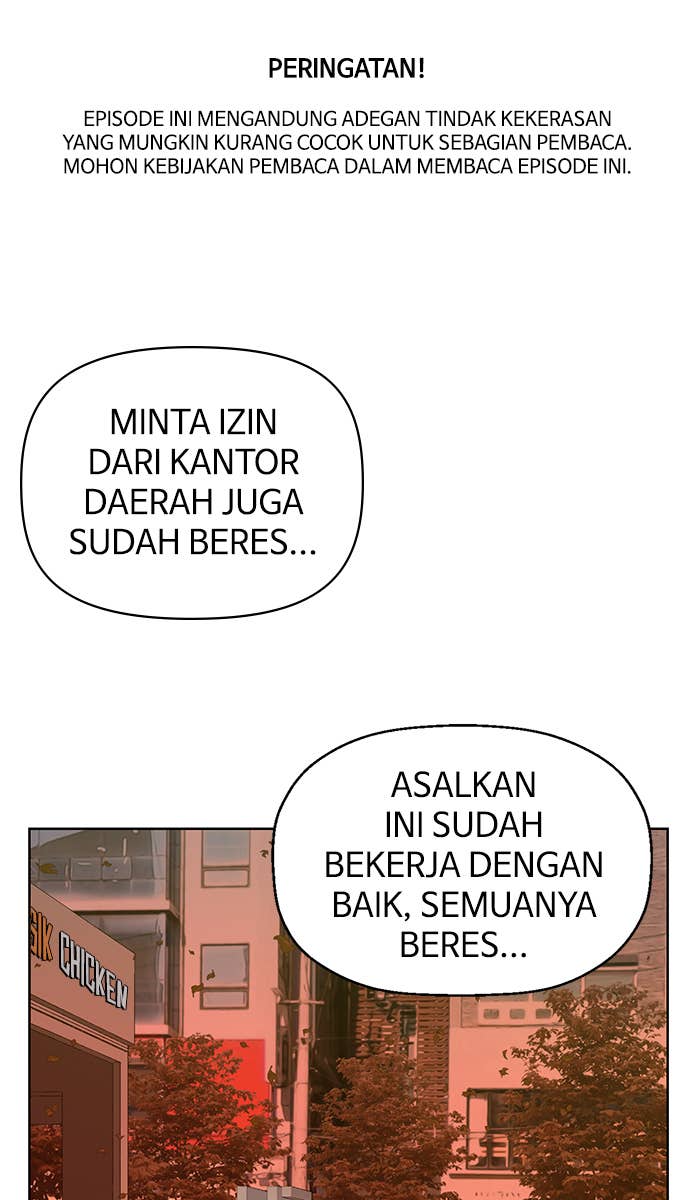 PERINGATAN!
EPISODE INI MENGANDUNG ADEGAN TINDAK KEKERASAN
YANG MUNGKIN KURANG COCOK UNTUK SEBAGIAN PEMBACA.
MOHON KEBIJAKAN PEMBACA DALAM MEMBACA EPISODE INI.
MINTA IZIN
DARI KANTOR
DAERAH JUGA
SUDAH BERES...
ASALKAN
INI SUDAH
BEKERJA DENGAN
BAIK, SEMUANYA
BERES...
SIK CHICKEN